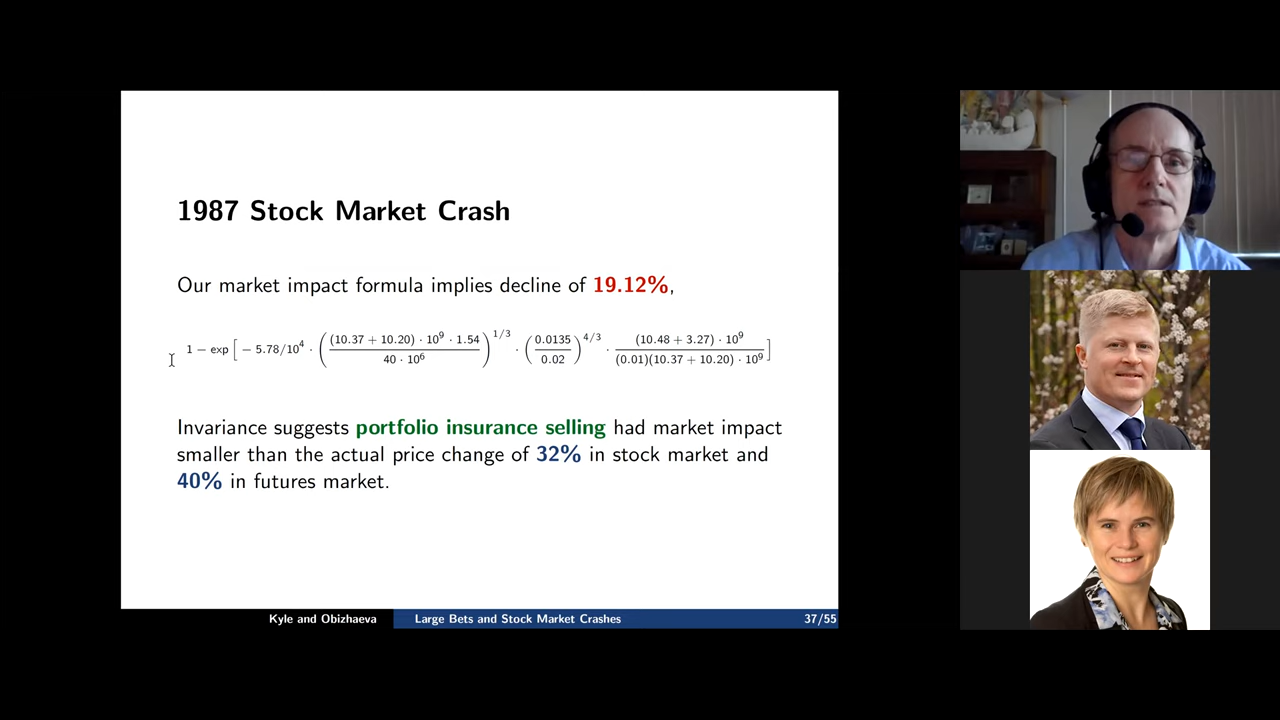 1987 Stock Market Crash
Our market impact formula implies decline of 19.12%,
1 − exp [ − 5.78/10^4 · ( (10.37 + 10.20) · 10^9 · 1.54 / 40 · 10^6 )^1/3 · ( 0.0135 / 0.02 )^4/3 · (10.48 + 3.27) · 10^9 / (0.01)(10.37 + 10.20) · 10^9 ]
Invariance suggests portfolio insurance selling had market impact
smaller than the actual price change of 32% in stock market and
40% in futures market.
Kyle and Obizhaeva Large Bets and Stock Market Crashes 37/55